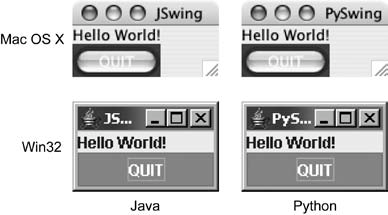 JSwing PySwing
Mac OS X Hello World! Hello World!
QUIT QUIT
JS... PyS...
Win32 Hello World! Hello World!
QUIT QUIT
Java Python